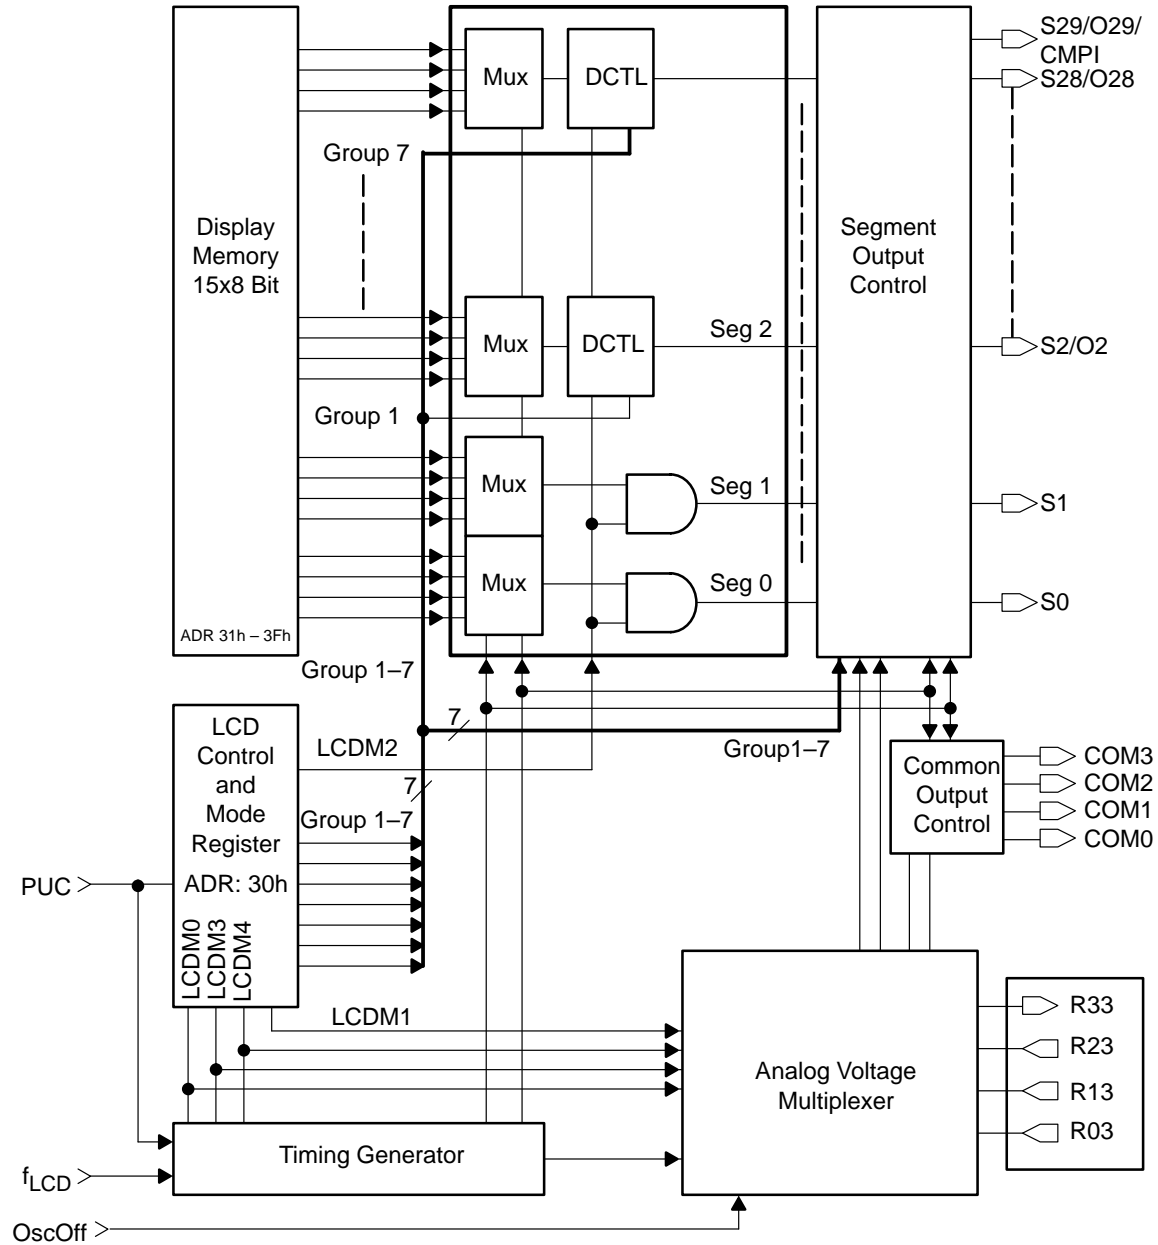 S29/O29/
CMPI
Mux
DCTL
S28/O28
Group 7
Display
Memory
15x8 Bit
Segment
Output
Control
Mux
DCTL
Seg 2
S2/O2
Group 1
Mux
Seg 1
S1
Mux
Seg 0
S0
ADR 31h – 3Fh
Group 1–7
LCD
Control
and
Mode
Register
ADR: 30h
7
LCDM2
Group1–7
7
Group 1–7
Common
Output
Control
COM3
COM2
COM1
COM0
PUC
LCDM0
LCDM3
LCDM4
LCDM1
Analog Voltage
Multiplexer
R33
R23
R13
R03
Timing Generator
fLCD
OscOff